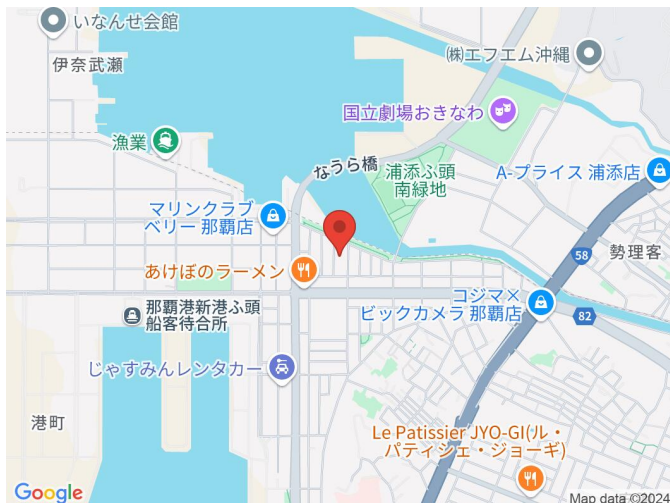 いなんせ会館
伊奈武瀬
(株)エフエム沖縄
国立劇場おきなわ
漁業
なうら橋
浦添ふ頭
南緑地
A-プライス 浦添店
マリンクラブ
ベリー 那覇店
58
勢理客
あけぼのラーメン
コジマ×
ビックカメラ 那覇店
那覇港新港ふ頭
船客待合所
82
じゃすみんレンタカー
港町
Le Patissier JYO-GI(ル・
パティシェ・ジョーギ)
Google
Map data ©2024